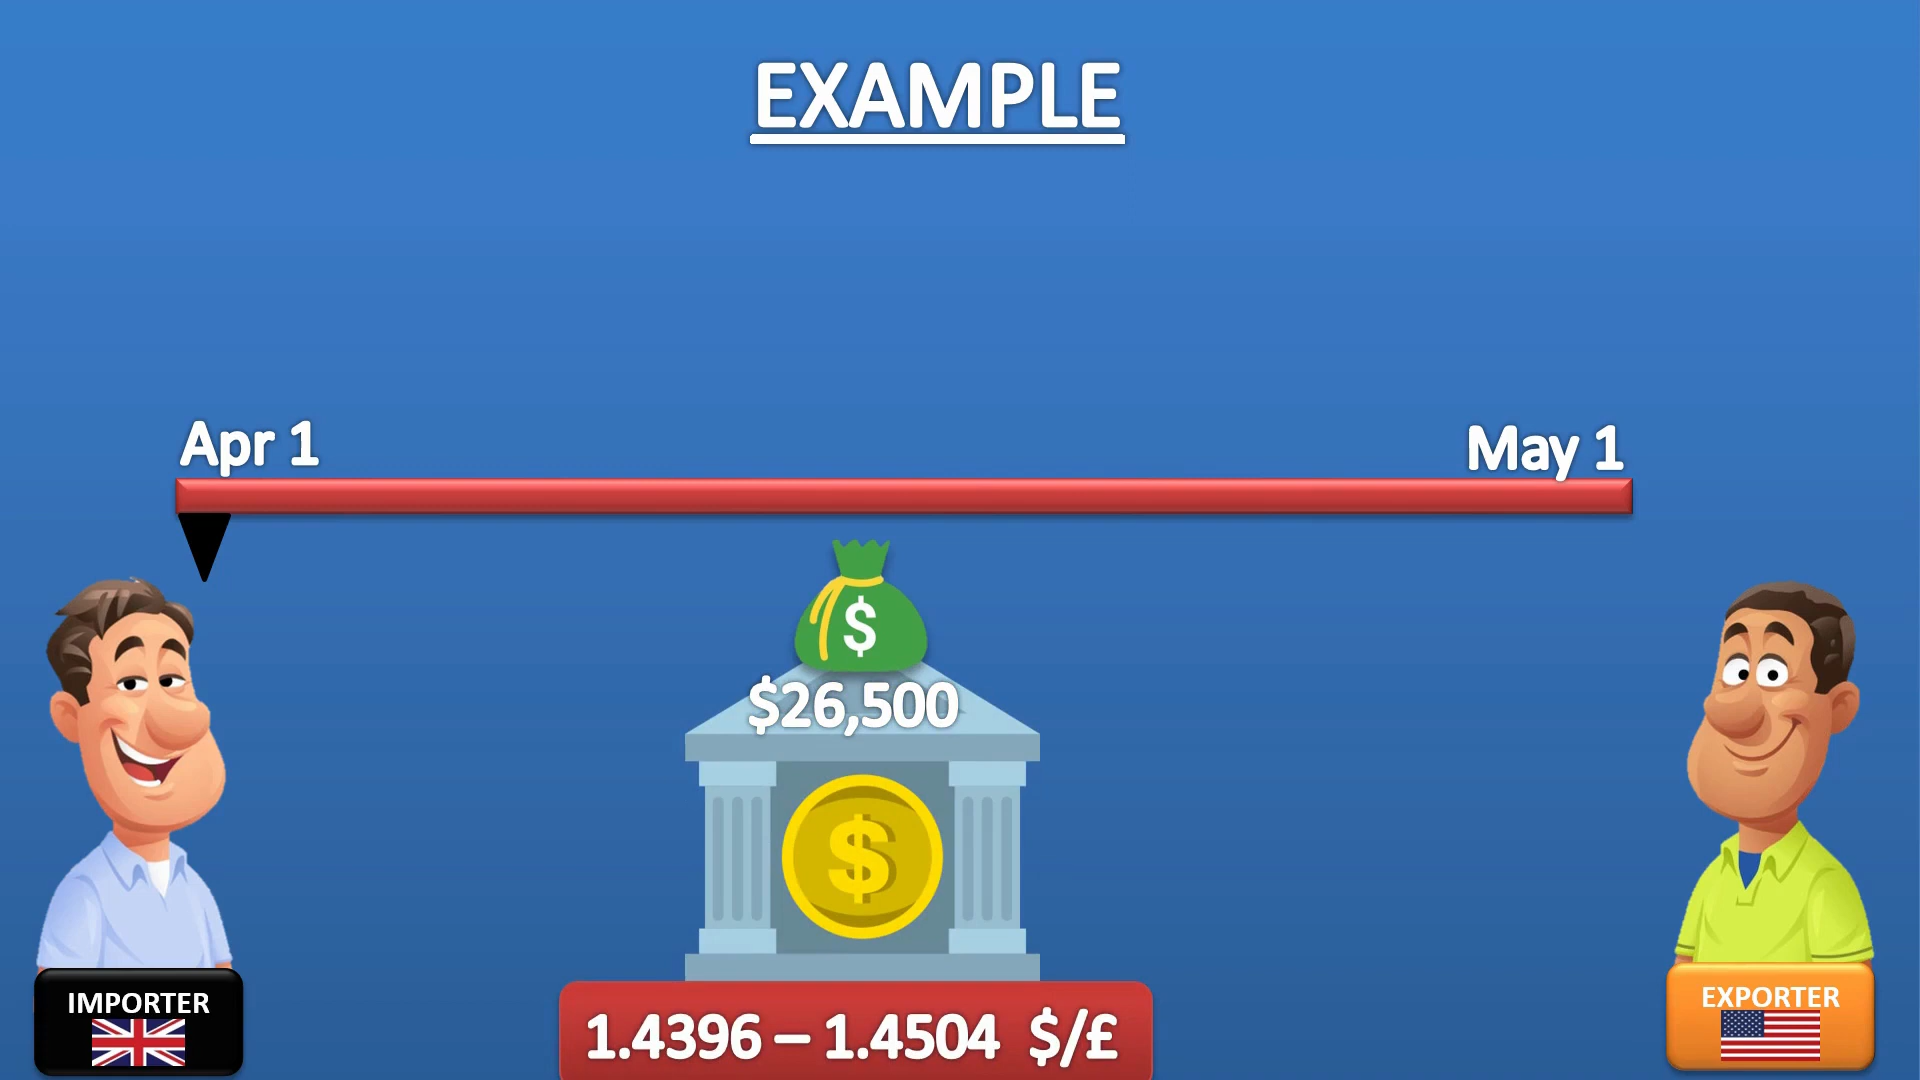 EXAMPLE
Apr 1
May 1
$
$26,500
$
IMPORTER
EXPORTER
1.4396 – 1.4504 $/£